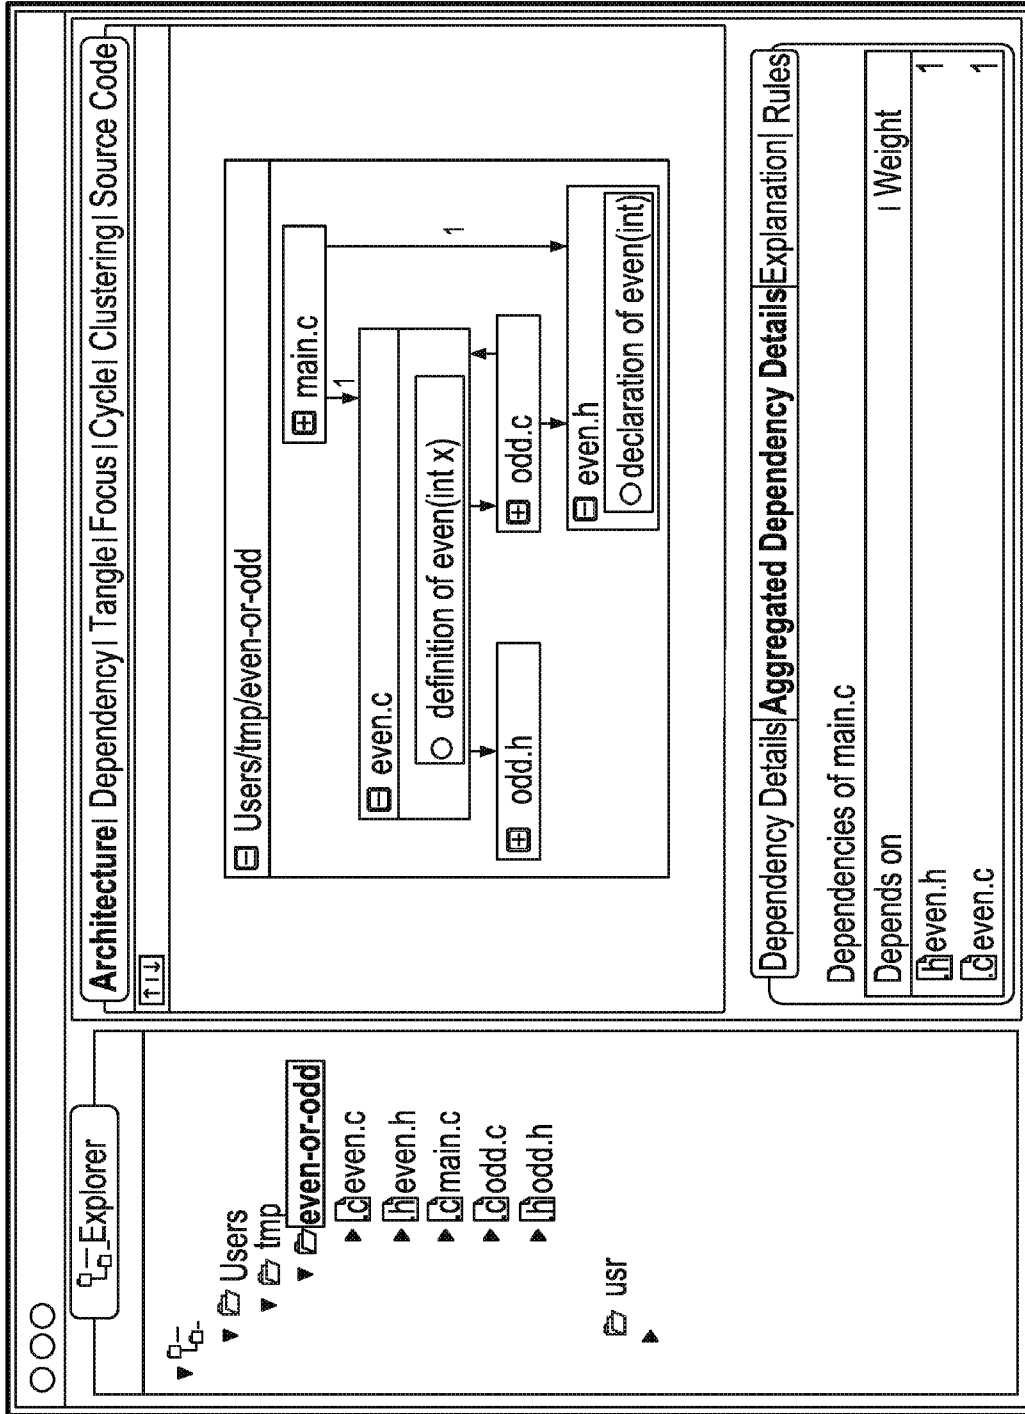 Explorer
Users
tmp
even-or-odd
.c even.c
.h even.h
.c main.c
.c odd.c
.h odd.h
usr
Architecture| Dependency| Tangle| Focus | Cycle| Clustering| Source Code
↑|↓
Users/tmp/even-or-odd
main.c
1
1
even.c
definition of even(int x)
odd.h
odd.c
even.h
declaration of even(int)
Dependency Details|Aggregated Dependency Details|Explanation| Rules
Dependencies of main.c
Depends on | Weight
.h even.h 1
.c even.c 1